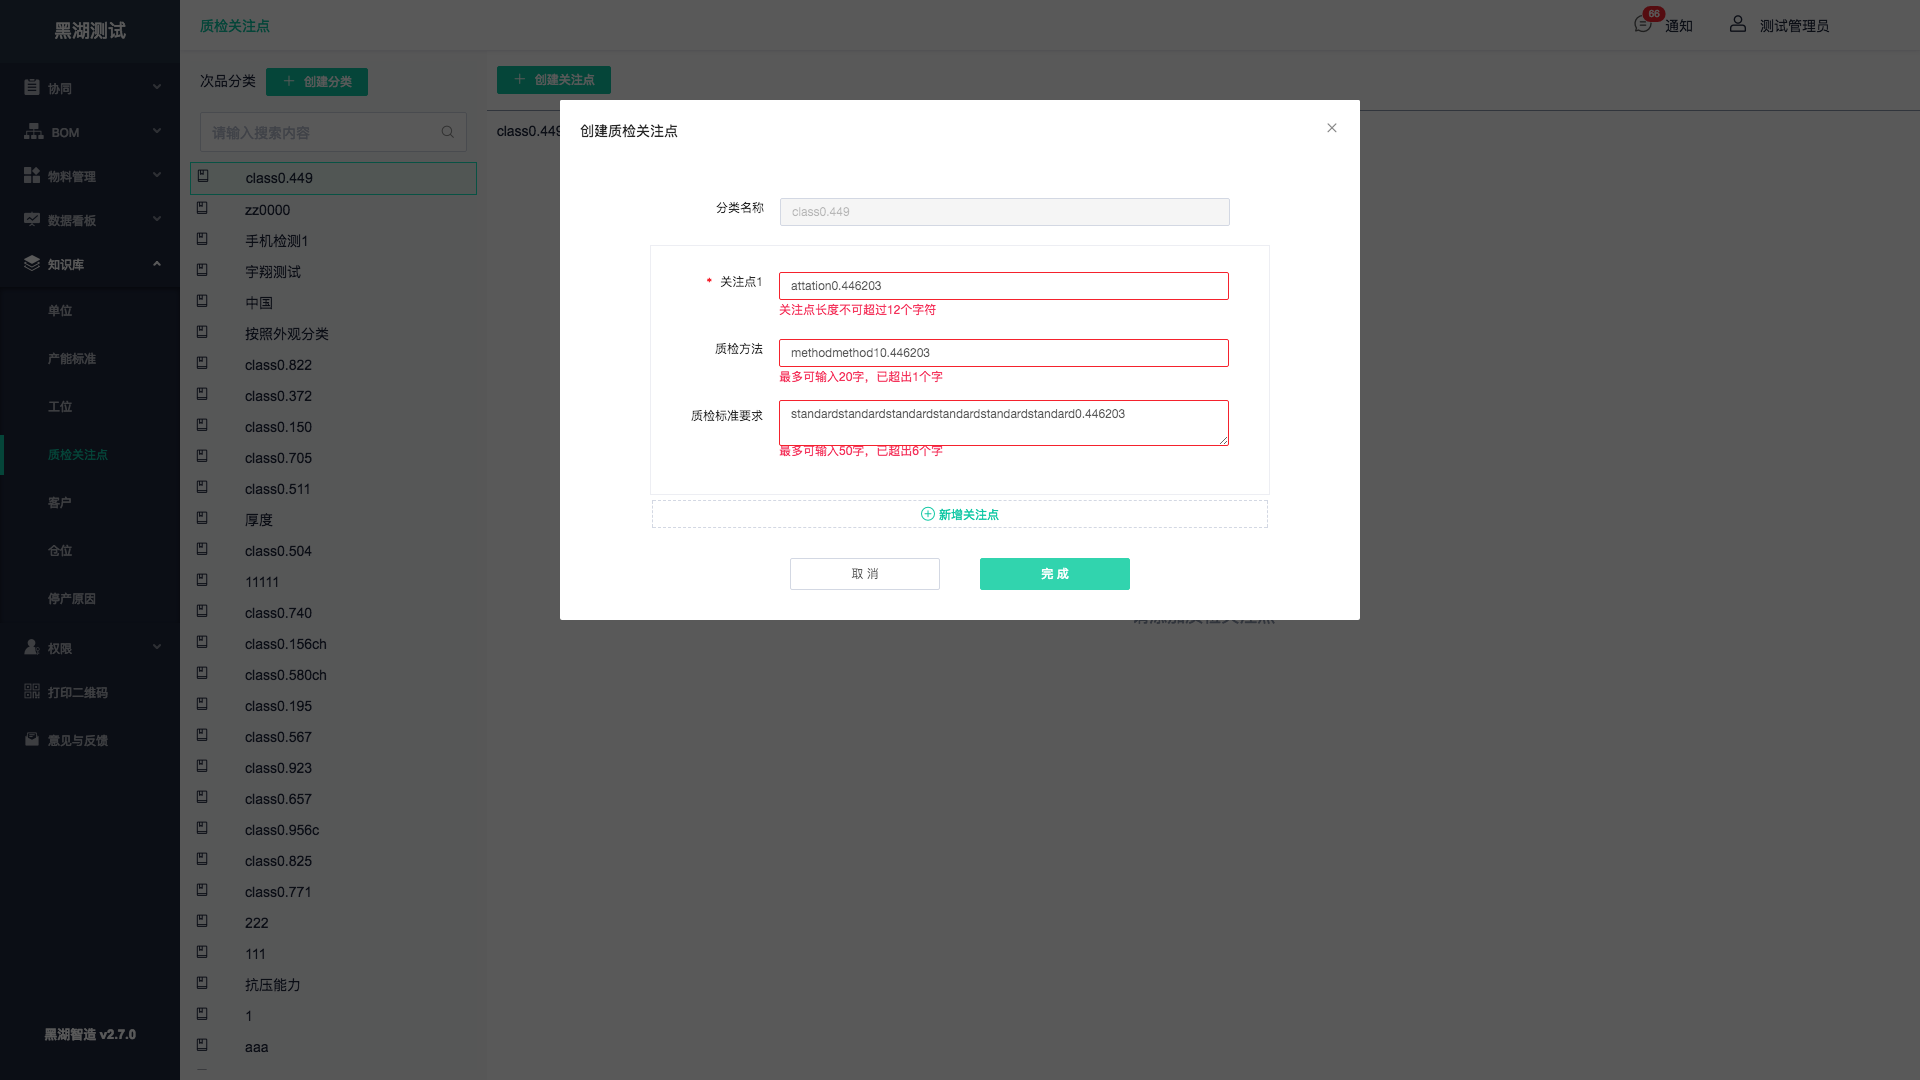 黑湖测试
协同
BOM
物料管理
数据看板
知识库
单位
产能标准
工位
质检关注点
客户
仓位
停产原因
权限
打印二维码
意见与反馈
黑湖智造 v2.7.0
质检关注点
66
通知
测试管理员
次品分类
创建分类
请输入搜索内容
class0.449
zz0000
手机检测1
宇翔测试
中国
按照外观分类
class0.822
class0.372
class0.150
class0.705
class0.511
厚度
class0.504
11111
class0.740
class0.156ch
class0.580ch
class0.195
class0.567
class0.923
class0.657
class0.956c
class0.825
class0.771
222
111
抗压能力
1
aaa
创建关注点
class0.449
创建质检关注点
分类名称
class0.449
* 关注点1
attation0.446203
关注点长度不可超过12个字符
质检方法
methodmethod10.446203
最多可输入20字，已超出1个字
质检标准要求
standardstandardstandardstandardstandardstandard0.446203
最多可输入50字，已超出6个字
新增关注点
取 消
完 成